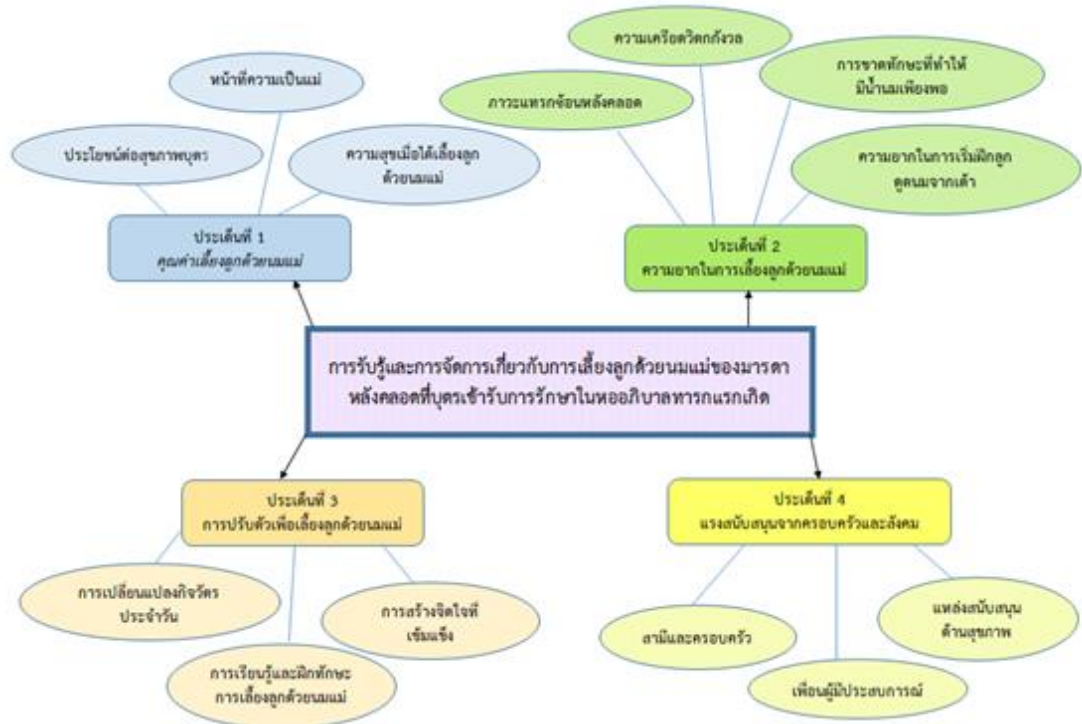 ความเครียดวิตกกังวล
หน้าที่ความเป็นแม่
การขาดทักษะที่ทำให้
มีน้ำนมเพียงพอ
ภาวะแทรกซ้อนหลังคลอด
ประโยชน์ต่อสุขภาพบุตร
ความสุขเมื่อได้เลี้ยงลูก
ด้วยนมแม่
ความยากในการเริ่มฝึกลูก
ดูดนมจากเต้า
ประเด็นที่ 1
คุณค่าเลี้ยงลูกด้วยนมแม่
ประเด็นที่ 2
ความยากในการเลี้ยงลูกด้วยนมแม่
การรับรู้และการจัดการเกี่ยวกับการเลี้ยงลูกด้วยนมแม่ของมารดา
หลังคลอดที่บุตรเข้ารับการรักษาในหออภิบาลทารกแรกเกิด
ประเด็นที่ 3
การปรับตัวเพื่อเลี้ยงลูกด้วยนมแม่
ประเด็นที่ 4
แรงสนับสนุนจากครอบครัวและสังคม
การเปลี่ยนแปลงกิจวัตร
ประจำวัน
การสร้างจิตใจที่
เข้มแข็ง
การเรียนรู้และฝึกทักษะ
การเลี้ยงลูกด้วยนมแม่
สามีและครอบครัว
แหล่งสนับสนุน
ด้านสุขภาพ
เพื่อนผู้มีประสบการณ์